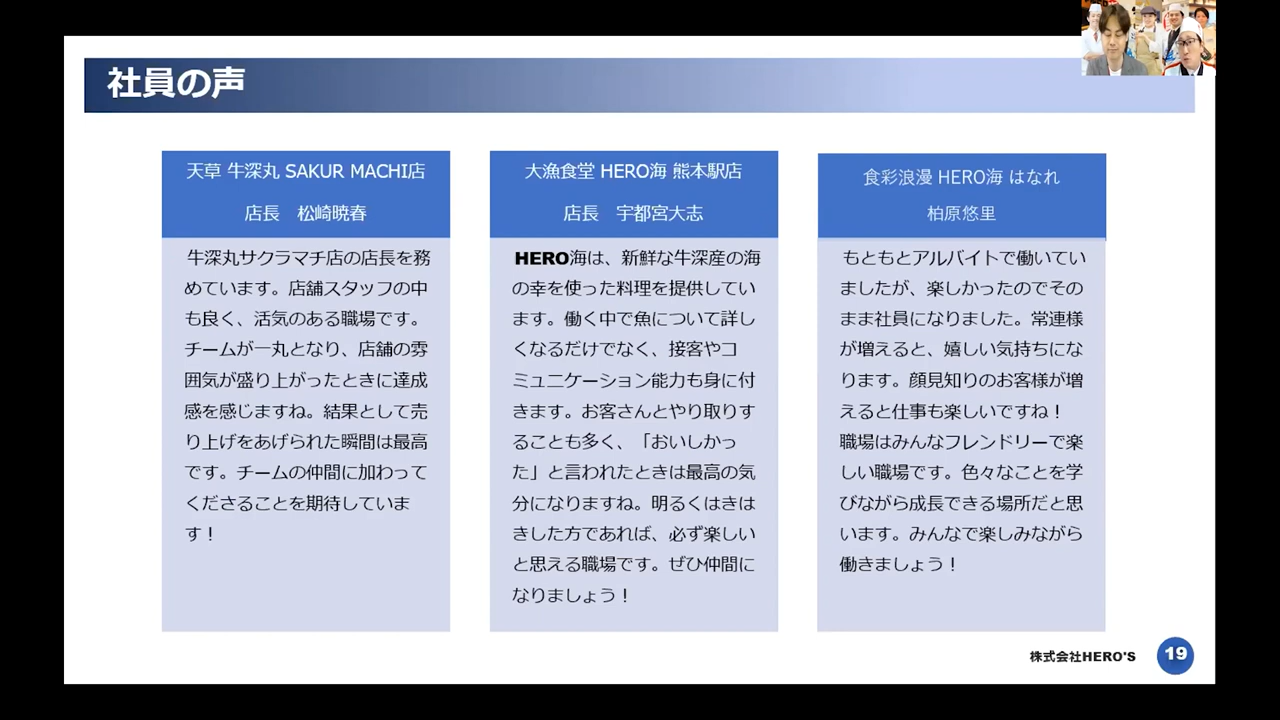 社員の声
天草 牛深丸 SAKUR MACHI店
店長　松崎暁春
牛深丸サクラマチ店の店長を務
めています。店舗スタッフの中
も良く、活気のある職場です。
チームが一丸となり、店舗の雰
囲気が盛り上がったときに達成
感を感じますね。結果として売
り上げをあげられた瞬間は最高
です。チームの仲間に加わって
くださることを期待していま
す！
大漁食堂 HERO海 熊本駅店
店長　宇都宮大志
HERO海は、新鮮な牛深産の海
の幸を使った料理を提供してい
ます。働く中で魚について詳し
くなるだけでなく、接客やコ
ミュニケーション能力も身に付
きます。お客さんとやり取りす
ることも多く、「おいしかっ
た」と言われたときは最高の気
分になりますね。明るくはきは
きした方であれば、必ず楽しい
と思える職場です。ぜひ仲間に
なりましょう！
食彩浪漫 HERO海 はなれ
柏原悠里
もともとアルバイトで働いてい
ましたが、楽しかったのでその
まま社員になりました。常連様
が増えると、嬉しい気持ちにな
ります。顔見知りのお客様が増
えると仕事も楽しいですね！
職場はみんなフレンドリーで楽
しい職場です。色々なことを学
びながら成長できる場所だと思
います。みんなで楽しみながら
働きましょう！
株式会社HERO'S
19